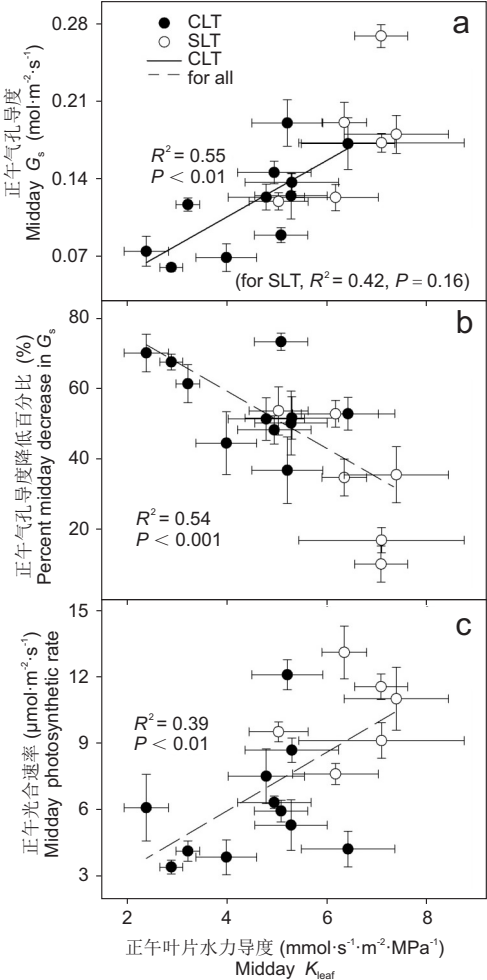 a
CLT
SLT
CLT
for all
0.28
0.21
0.14
0.07
正午气孔导度
Midday Gs (mol·m-2·s-1)
R2 = 0.55
P < 0.01
(for SLT, R2 = 0.42, P = 0.16)
b
80
60
40
20
正午气孔导度降低百分比 (%)
Percent midday decrease in Gs
R2 = 0.54
P < 0.001
c
15
12
9
6
3
正午光合速率 (μmol·m-2·s-1)
Midday photosynthetic rate
R2 = 0.39
P < 0.01
2 4 6 8
正午叶片水力导度 (mmol·s-1·m-2·MPa-1)
Midday Kleaf